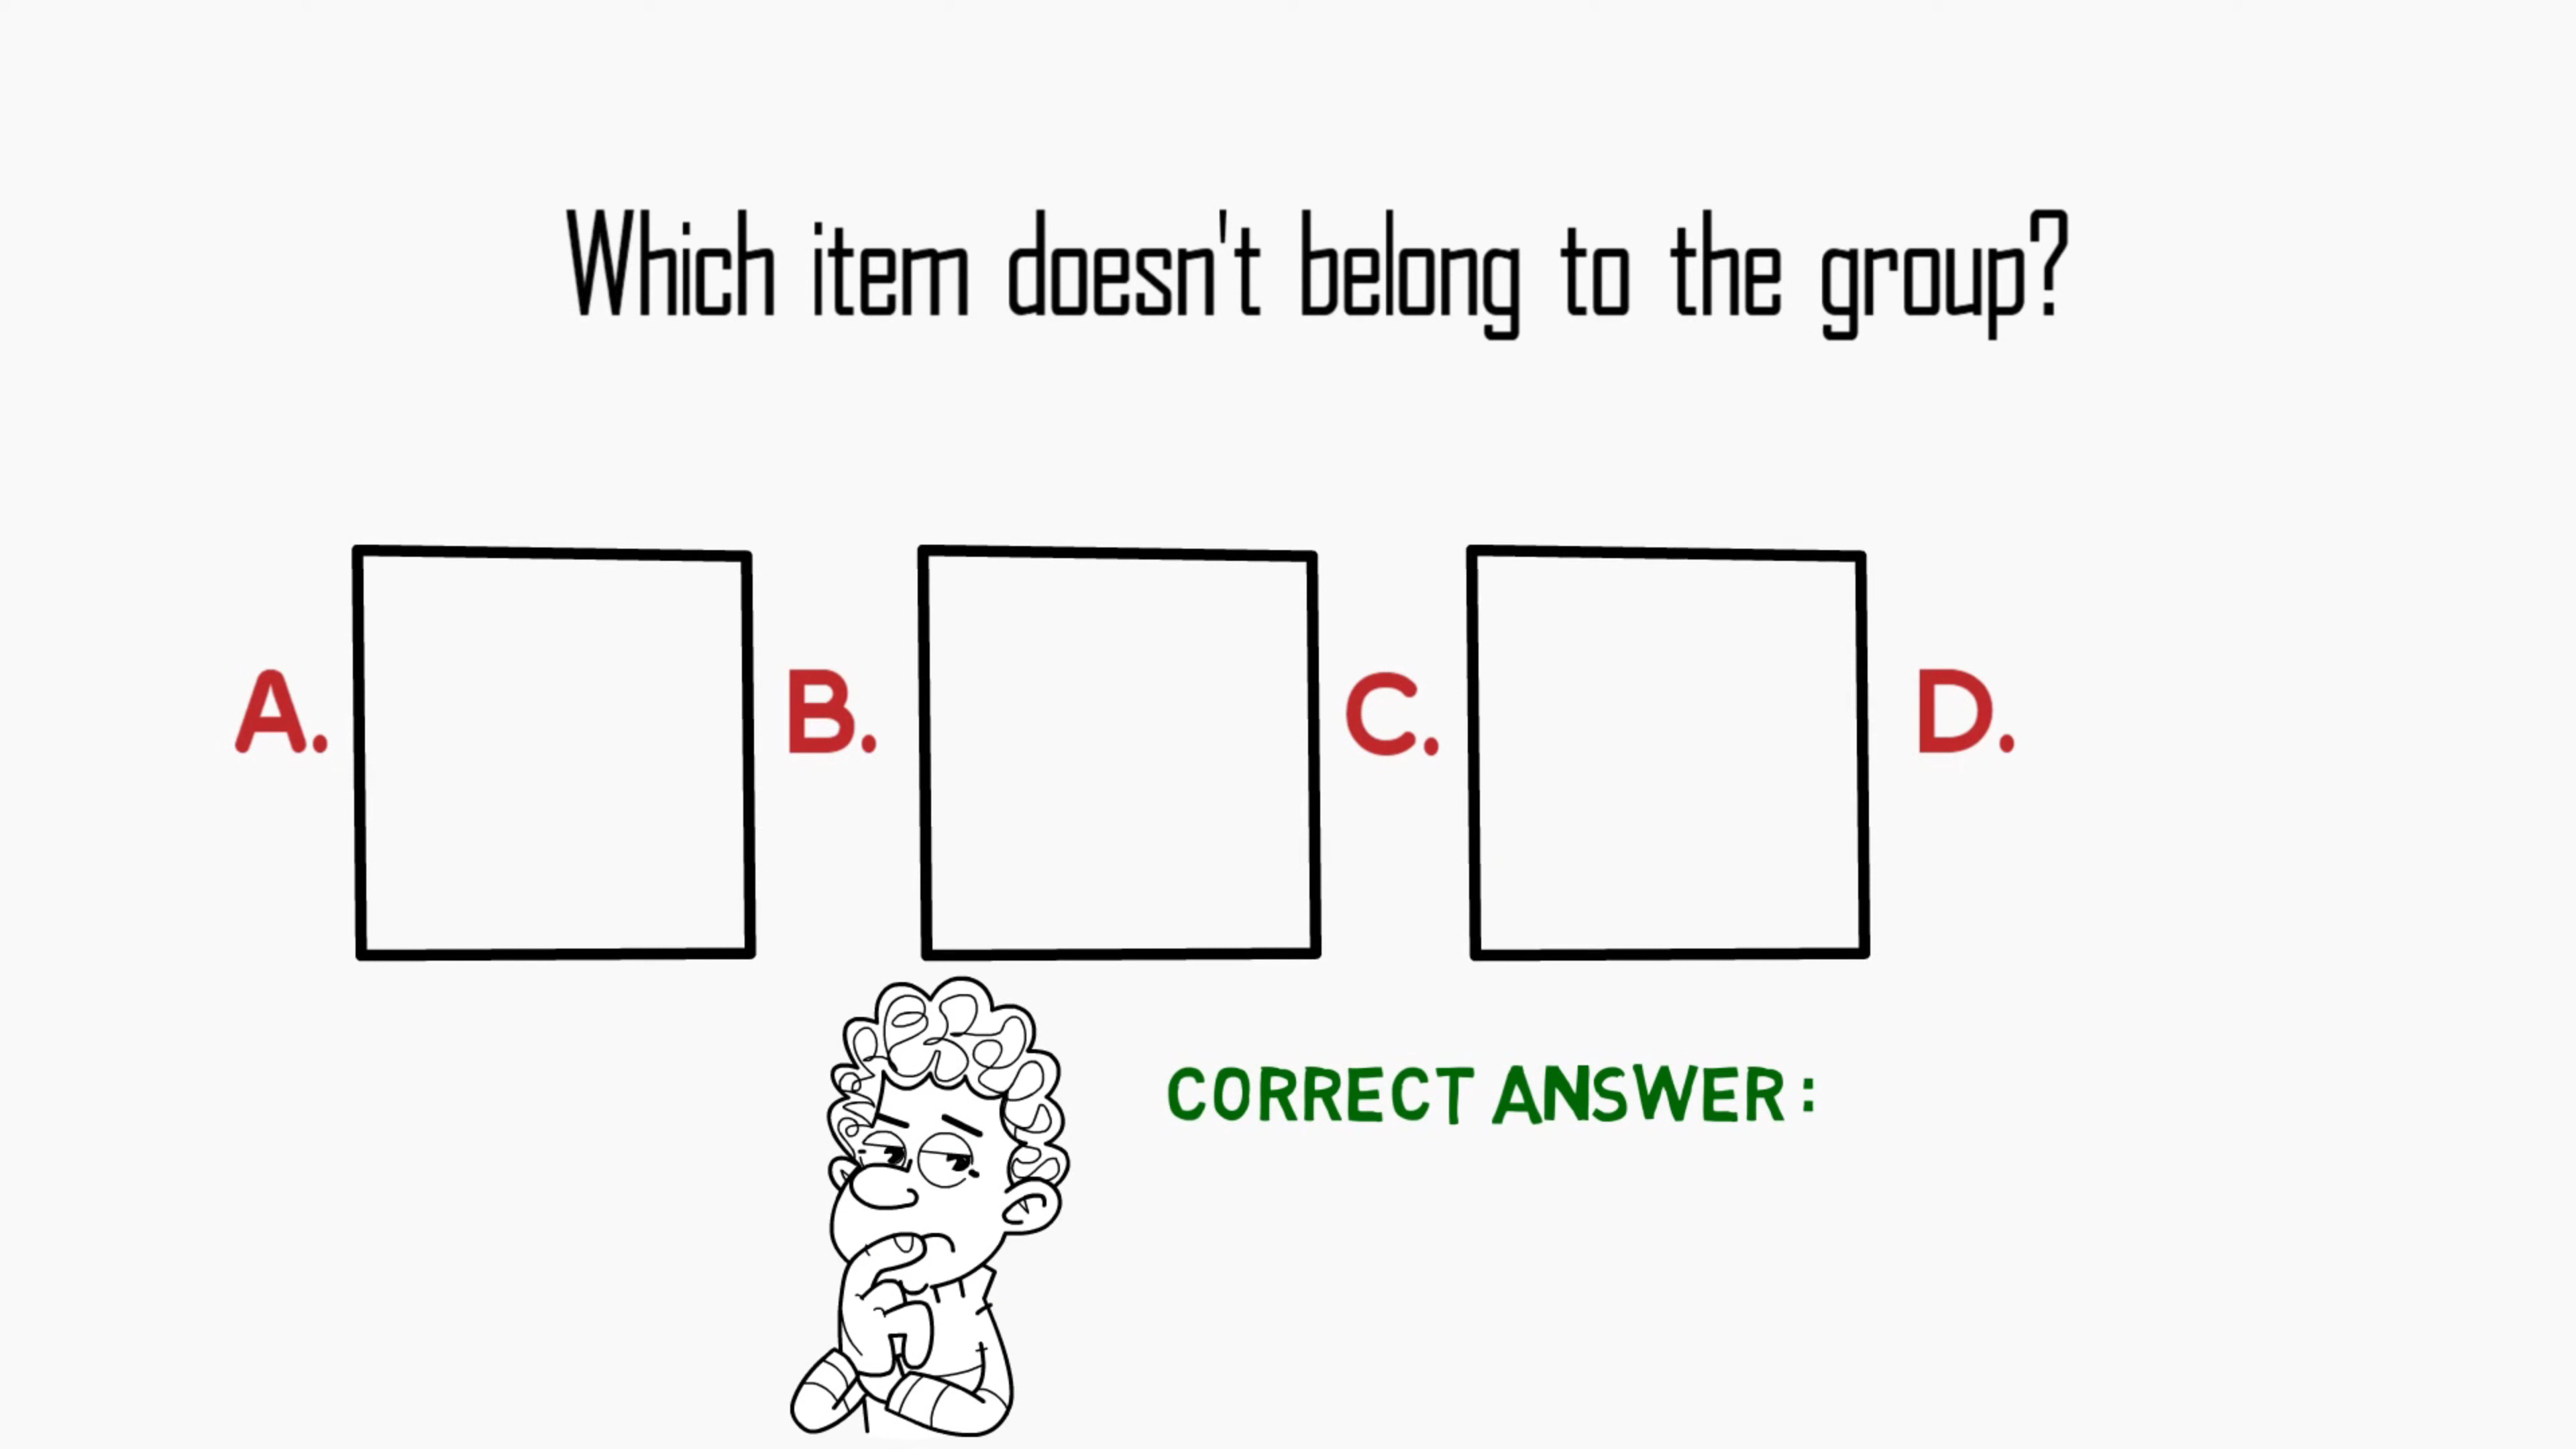 Which item doesn't belong to the group?
A. B. C. D.
CORRECT ANSWER :